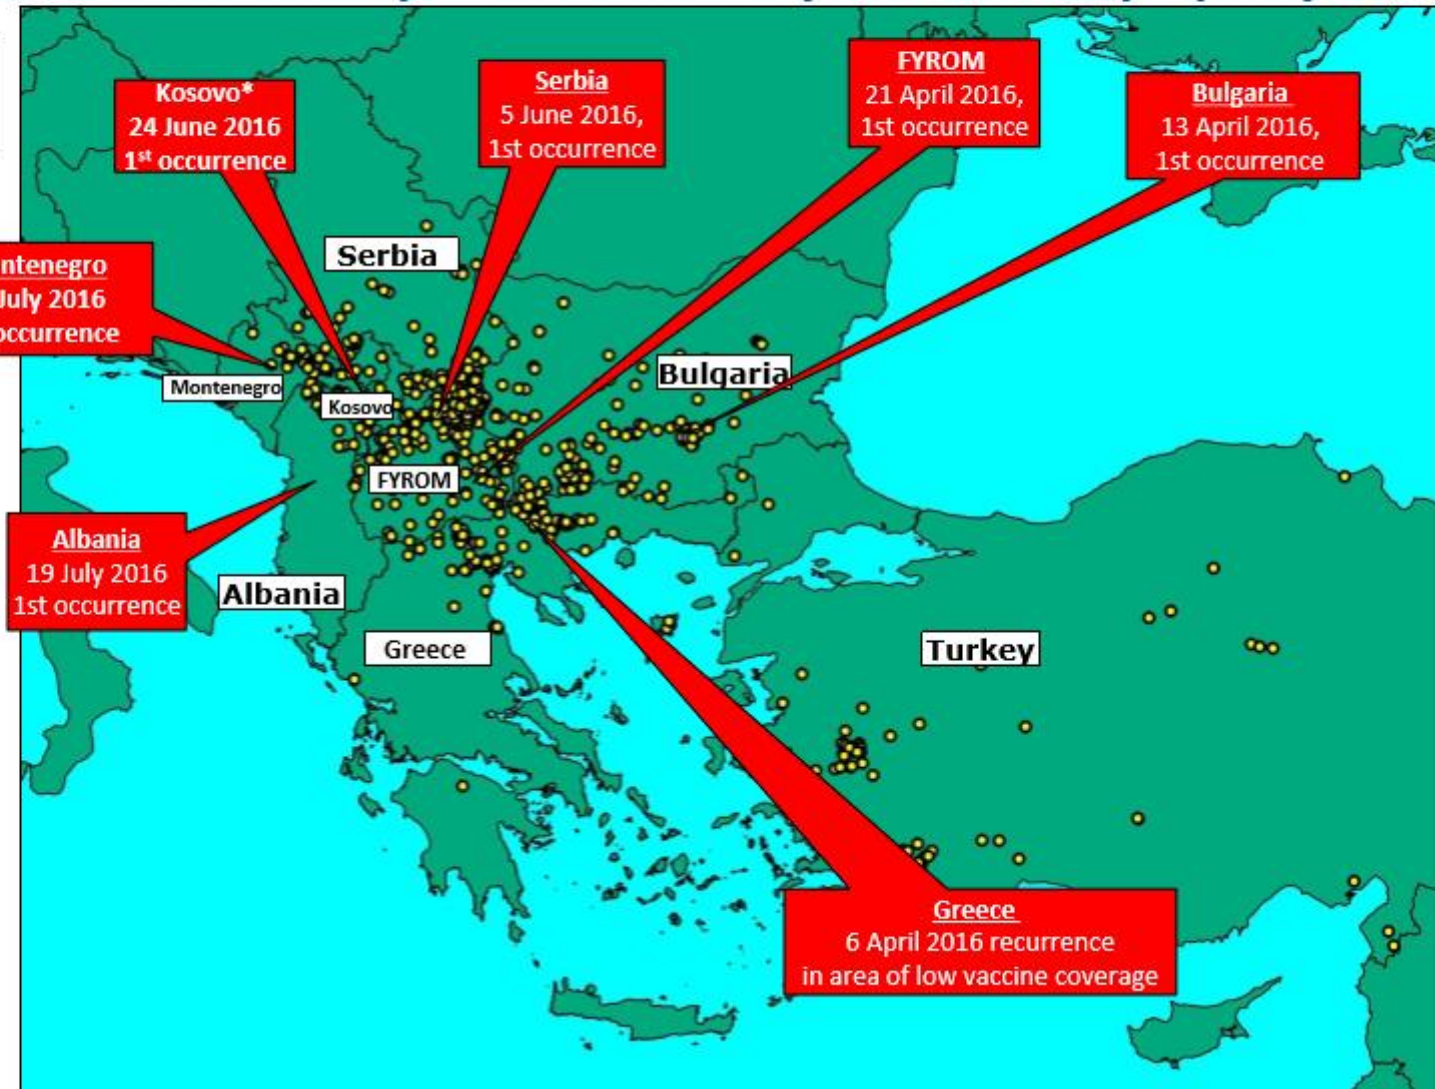 Kosovo*
24 June 2016
1st occurrence
Serbia
5 June 2016,
1st occurrence
FYROM
21 April 2016,
1st occurrence
Bulgaria
13 April 2016,
1st occurrence
July 2016
occurrence
Serbia
Bulgaria
Montenegro
Kosovo
FYROM
Albania
19 July 2016
1st occurrence
Albania
Greece
Turkey
Greece
6 April 2016 recurrence
in area of low vaccine coverage